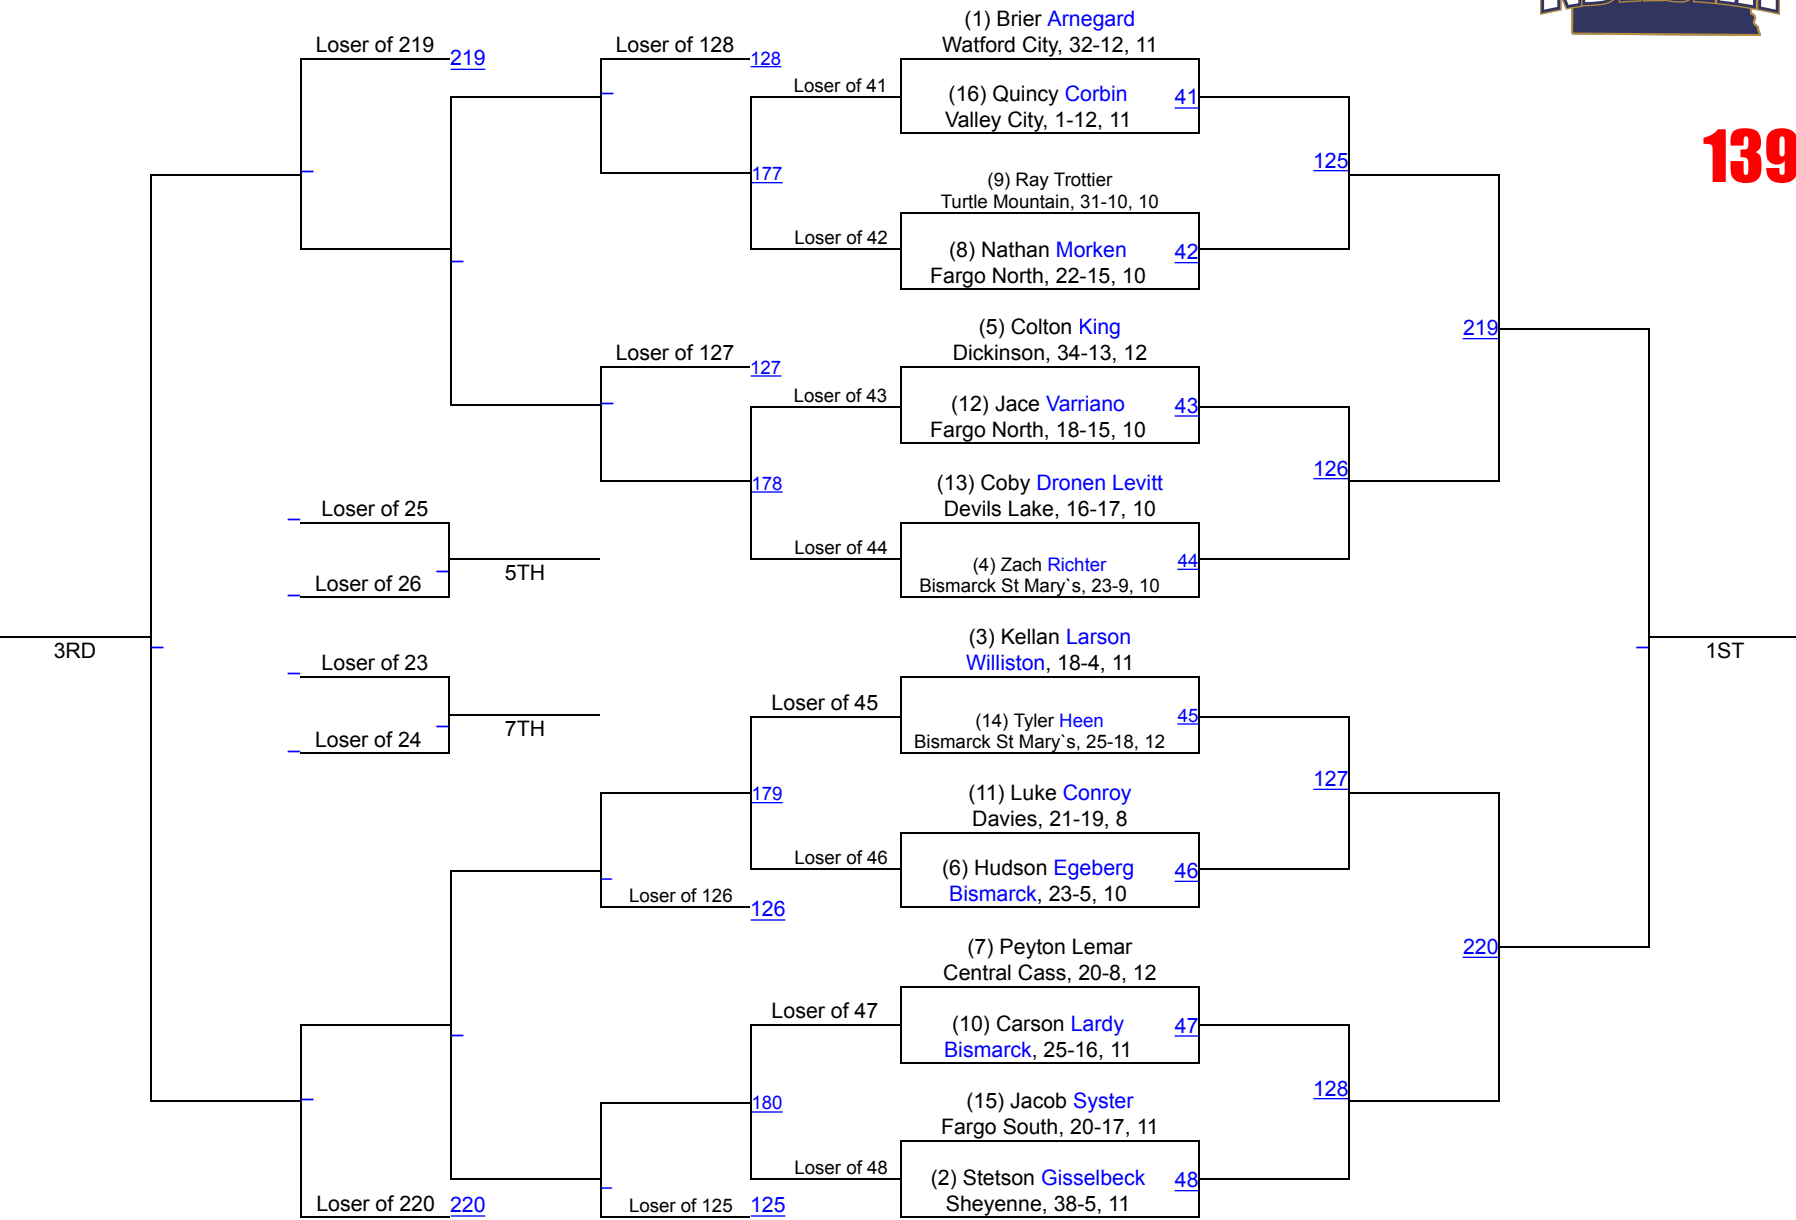 (1) Brier Arnegard
Watford City, 32-12, 11
Loser of 219
219
Loser of 128
128
Loser of 41
(16) Quincy Corbin
Valley City, 1-12, 11
41
139
125
177
(9) Ray Trottier
Turtle Mountain, 31-10, 10
Loser of 42
(8) Nathan Morken
Fargo North, 22-15, 10
42
(5) Colton King
Dickinson, 34-13, 12
219
Loser of 127
127
Loser of 43
(12) Jace Varriano
Fargo North, 18-15, 10
43
126
178
(13) Coby Dronen Levitt
Devils Lake, 16-17, 10
Loser of 25
Loser of 44
(4) Zach Richter
Bismarck St Mary`s, 23-9, 10
44
5TH
Loser of 26
(3) Kellan Larson
Williston, 18-4, 11
3RD
1ST
Loser of 23
Loser of 45
(14) Tyler Heen
Bismarck St Mary`s, 25-18, 12
45
7TH
Loser of 24
127
179
(11) Luke Conroy
Davies, 21-19, 8
Loser of 46
(6) Hudson Egeberg
Bismarck, 23-5, 10
46
Loser of 126
126
(7) Peyton Lemar
Central Cass, 20-8, 12
220
Loser of 47
(10) Carson Lardy
Bismarck, 25-16, 11
47
128
180
(15) Jacob Syster
Fargo South, 20-17, 11
Loser of 48
(2) Stetson Gisselbeck
Sheyenne, 38-5, 11
48
Loser of 220
220
Loser of 125
125